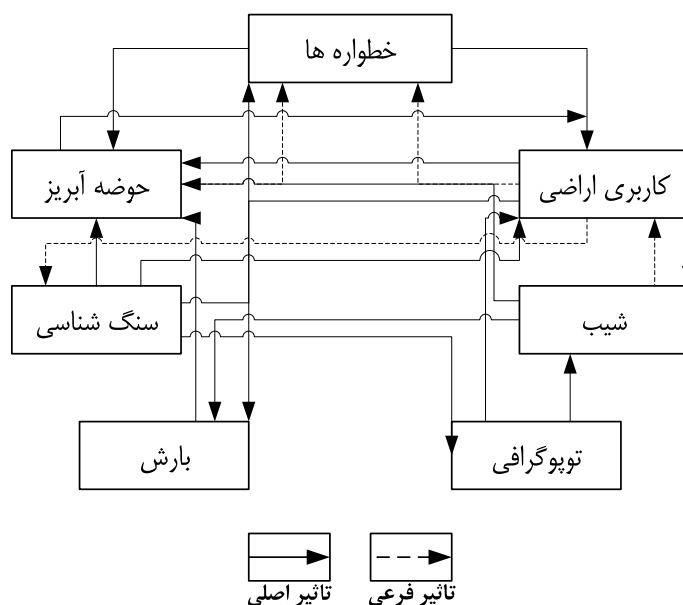 خطواره ها
کاربری اراضی
حوضه آبریز
شیب
سنگ شناسی
توپوگرافی
بارش
تاثیر فرعی
تاثیر اصلی